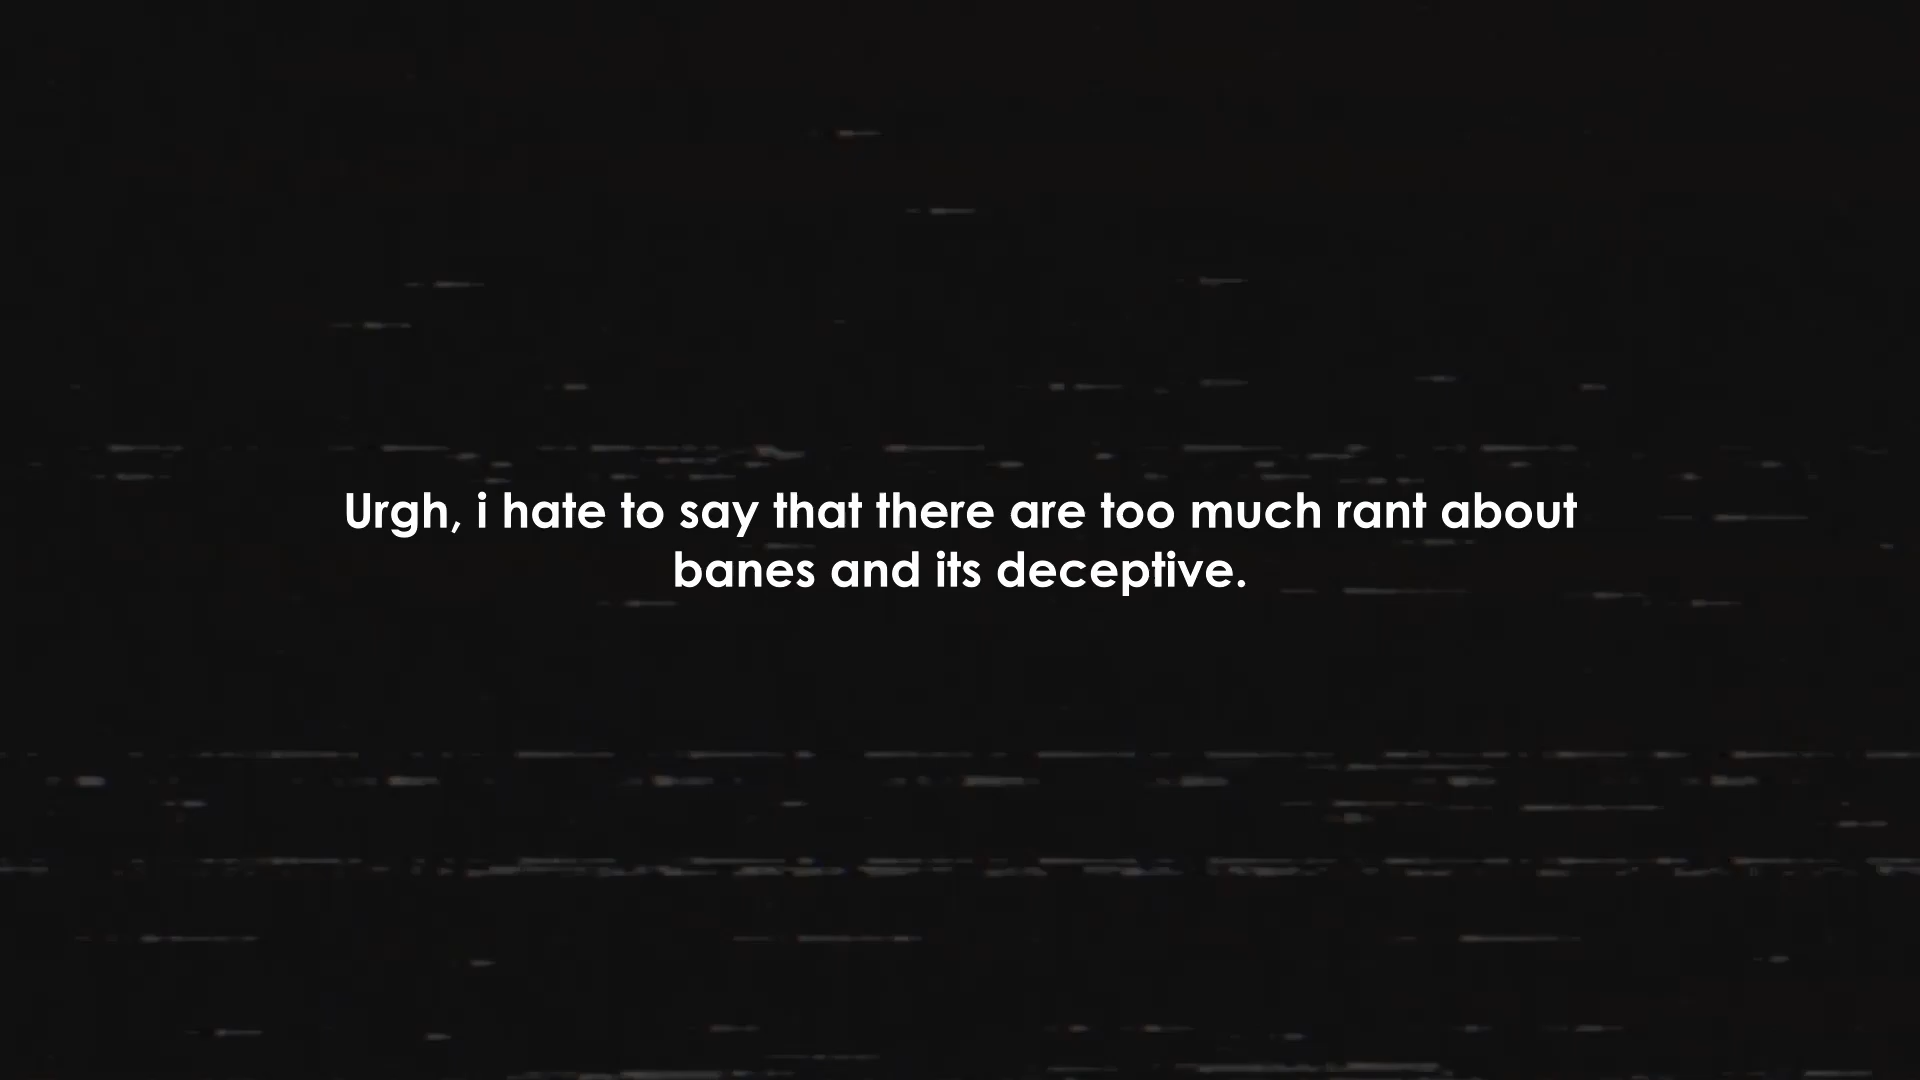 Urgh, i hate to say that there are too much rant about
banes and its deceptive.